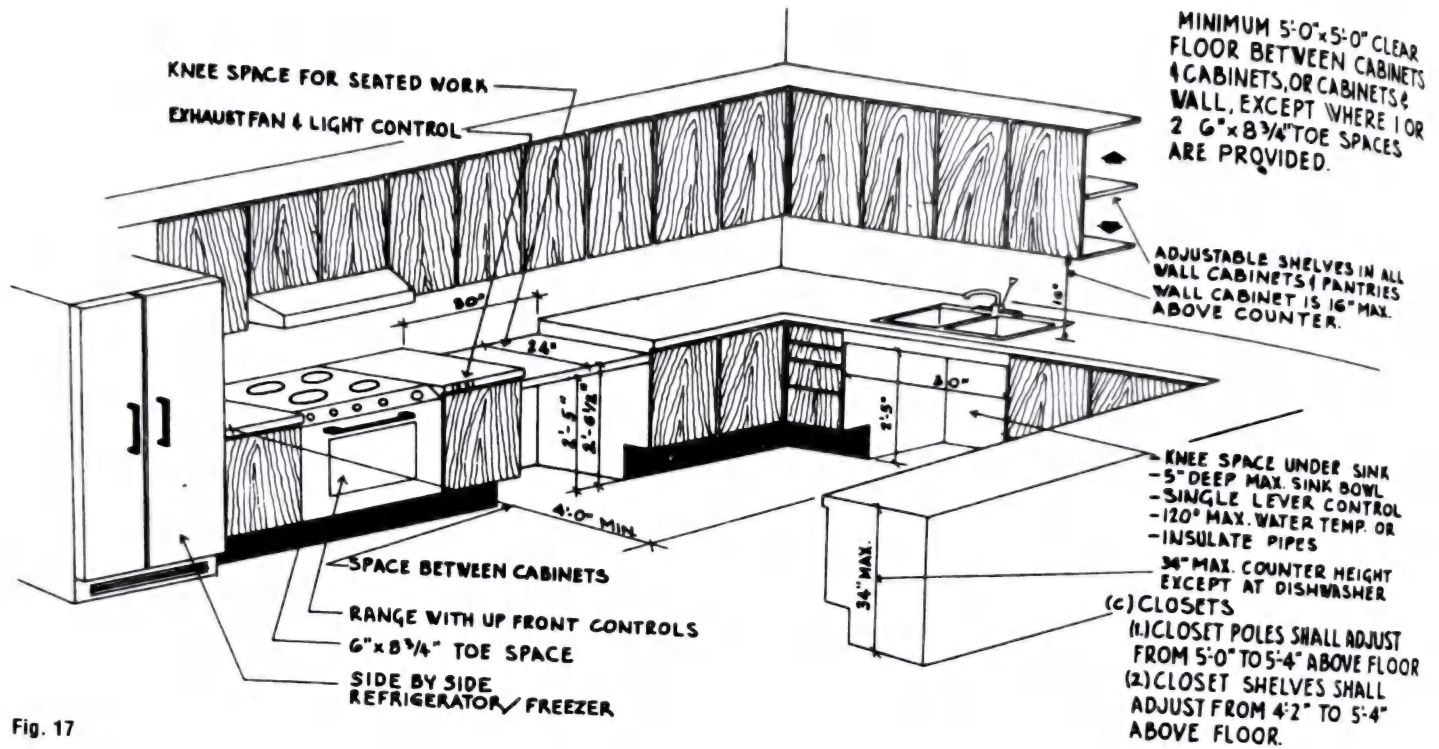 MINIMUM 5'-0"x5'-0" CLEAR
FLOOR BETWEEN CABINETS
& CABINETS, OR CABINETS &
WALL, EXCEPT WHERE 1 OR
2 6"x8 3/4" TOE SPACES
ARE PROVIDED.
KNEE SPACE FOR SEATED WORK
EXHAUST FAN & LIGHT CONTROL
ADJUSTABLE SHELVES IN ALL
WALL CABINETS & PANTRIES
WALL CABINET IS 16" MAX.
ABOVE COUNTER.
16"
30"
24"
2'-5"
2'-6 1/2"
2'-5"
3'-0"
4'-0" MIN.
34" MAX.
-KNEE SPACE UNDER SINK
-5" DEEP MAX. SINK BOWL
-SINGLE LEVER CONTROL
-120° MAX. WATER TEMP. OR
-INSULATE PIPES
34" MAX. COUNTER HEIGHT
EXCEPT AT DISHWASHER
(C) CLOSETS
(1.) CLOSET POLES SHALL ADJUST
FROM 5'-0" TO 5'-4" ABOVE FLOOR
(2) CLOSET SHELVES SHALL
ADJUST FROM 4'-2" TO 5'-4"
ABOVE FLOOR.
SPACE BETWEEN CABINETS
RANGE WITH UP FRONT CONTROLS
6"x8 3/4" TOE SPACE
SIDE BY SIDE
REFRIGERATOR/FREEZER
Fig. 17